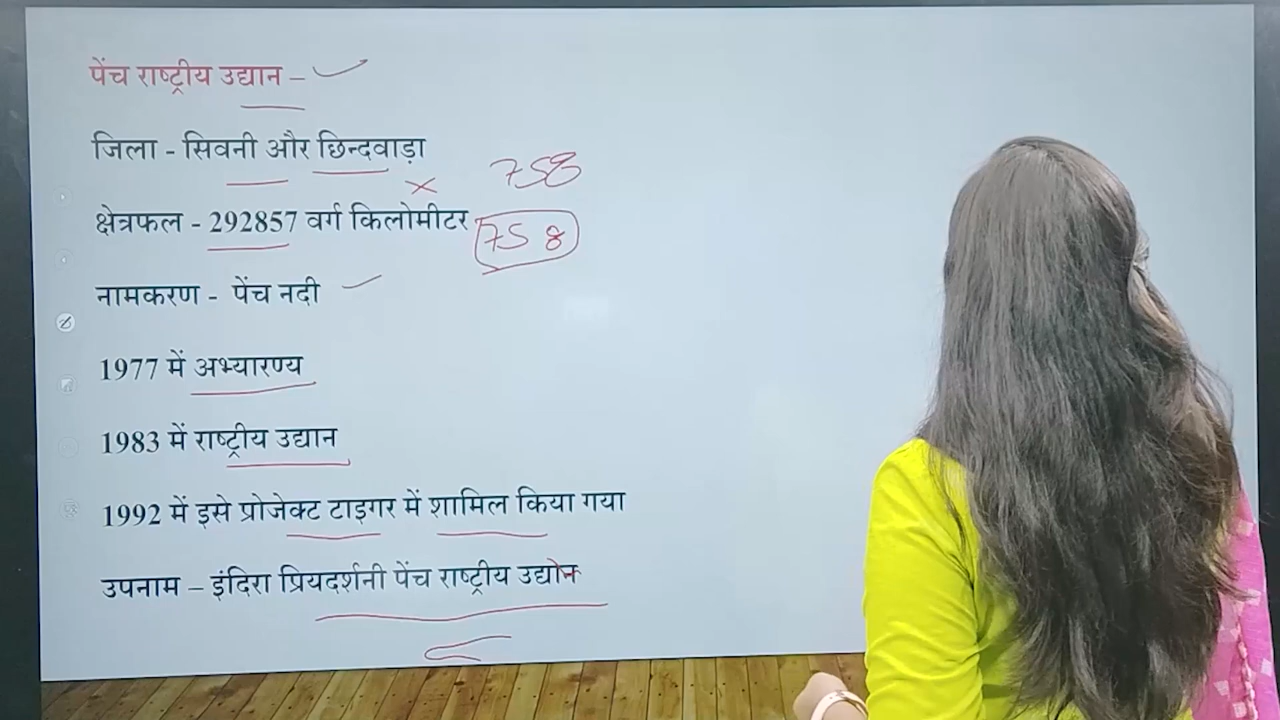 पेंच राष्ट्रीय उद्यान –
जिला - सिवनी और छिन्दवाड़ा
758
क्षेत्रफल - 292857 वर्ग किलोमीटर
758
नामकरण - पेंच नदी
1977 में अभ्यारण्य
1983 में राष्ट्रीय उद्यान
1992 में इसे प्रोजेक्ट टाइगर में शामिल किया गया
उपनाम – इंदिरा प्रियदर्शनी पेंच राष्ट्रीय उद्यान